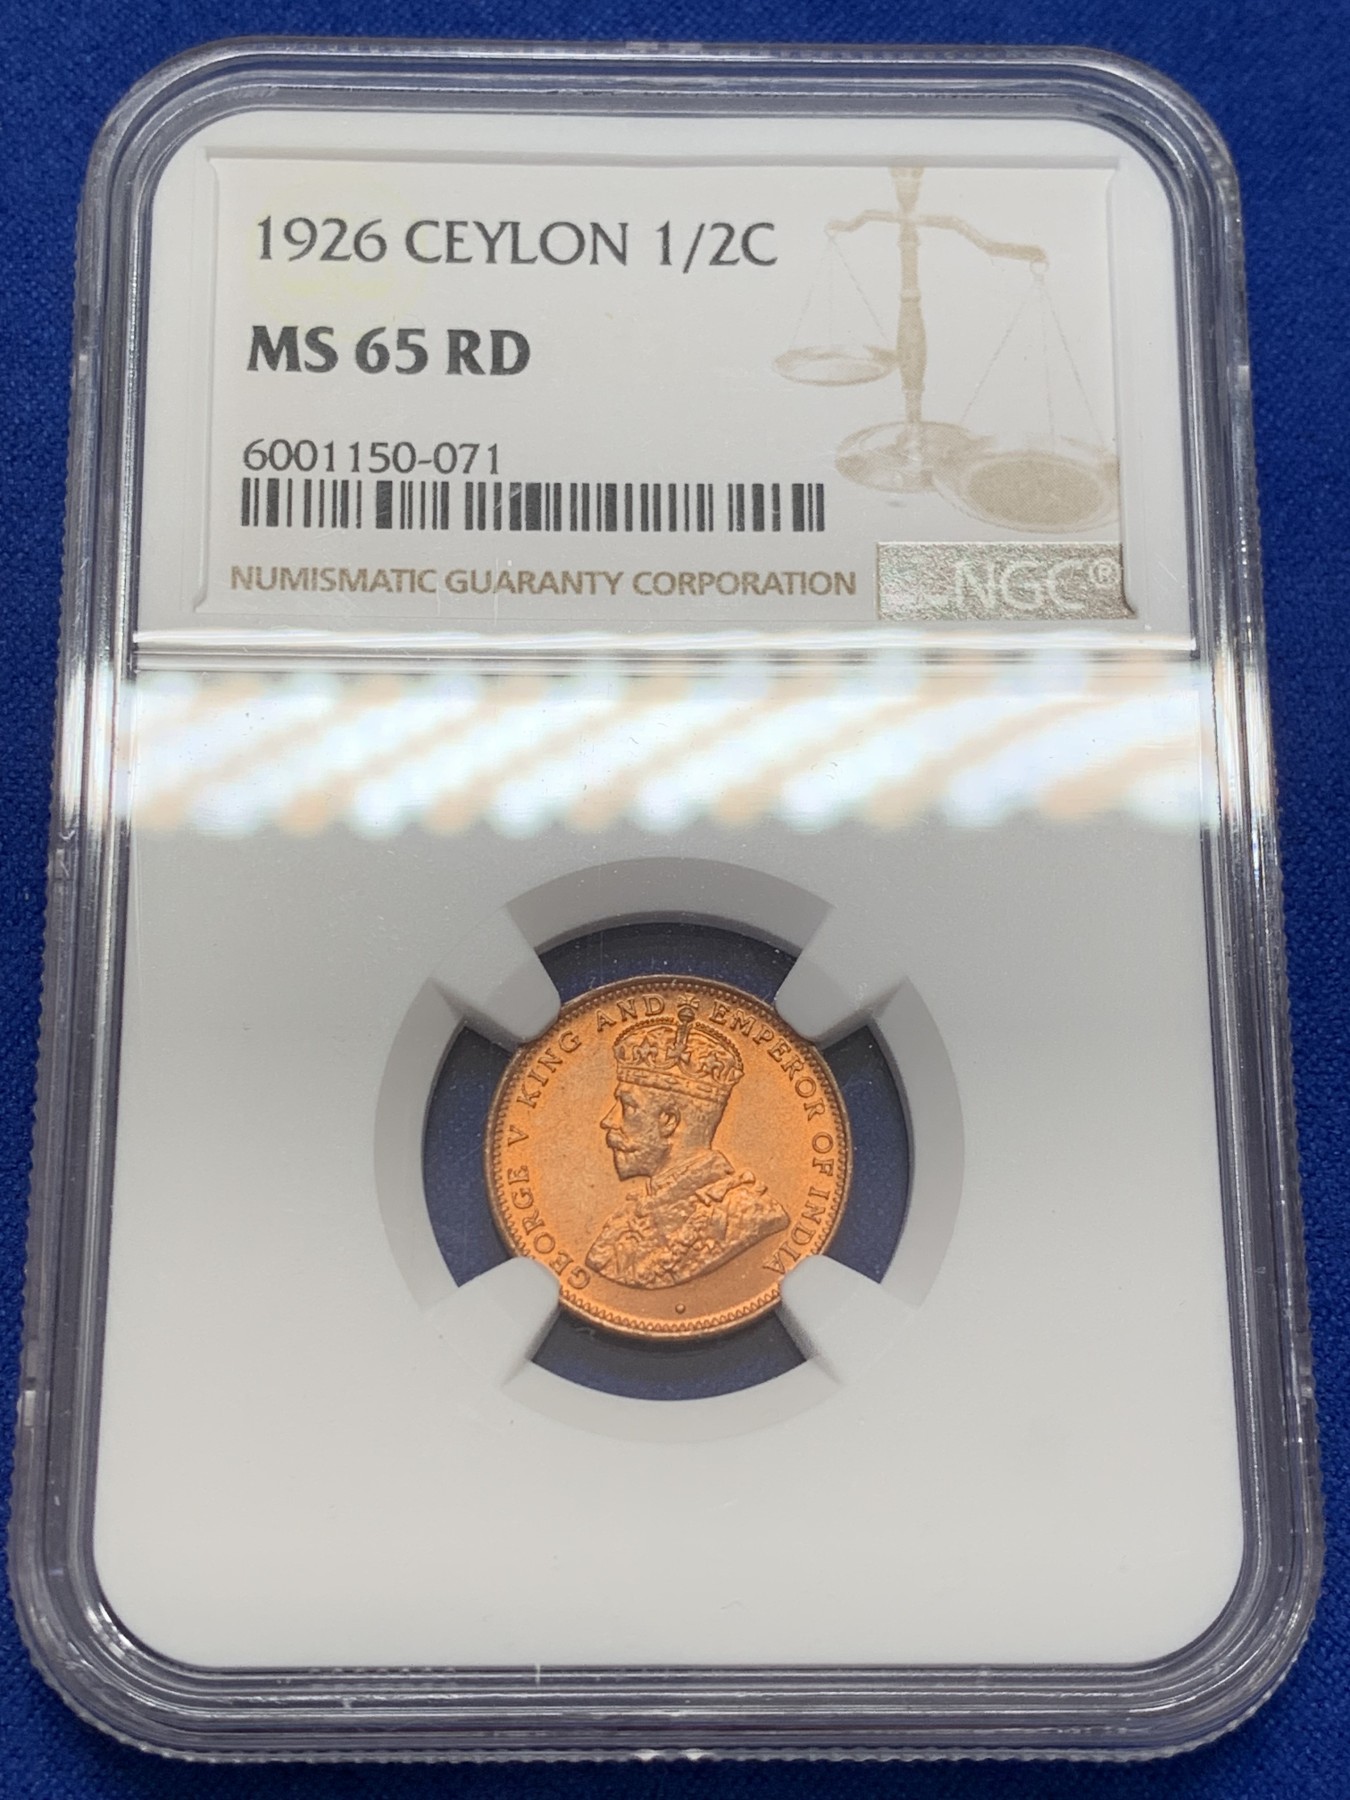 1926 CEYLON 1/2C
MS 65 RD
6001150-071
NUMISMATIC GUARANTY CORPORATION
NGC®
GEORGE V KING AND EMPEROR OF INDIA